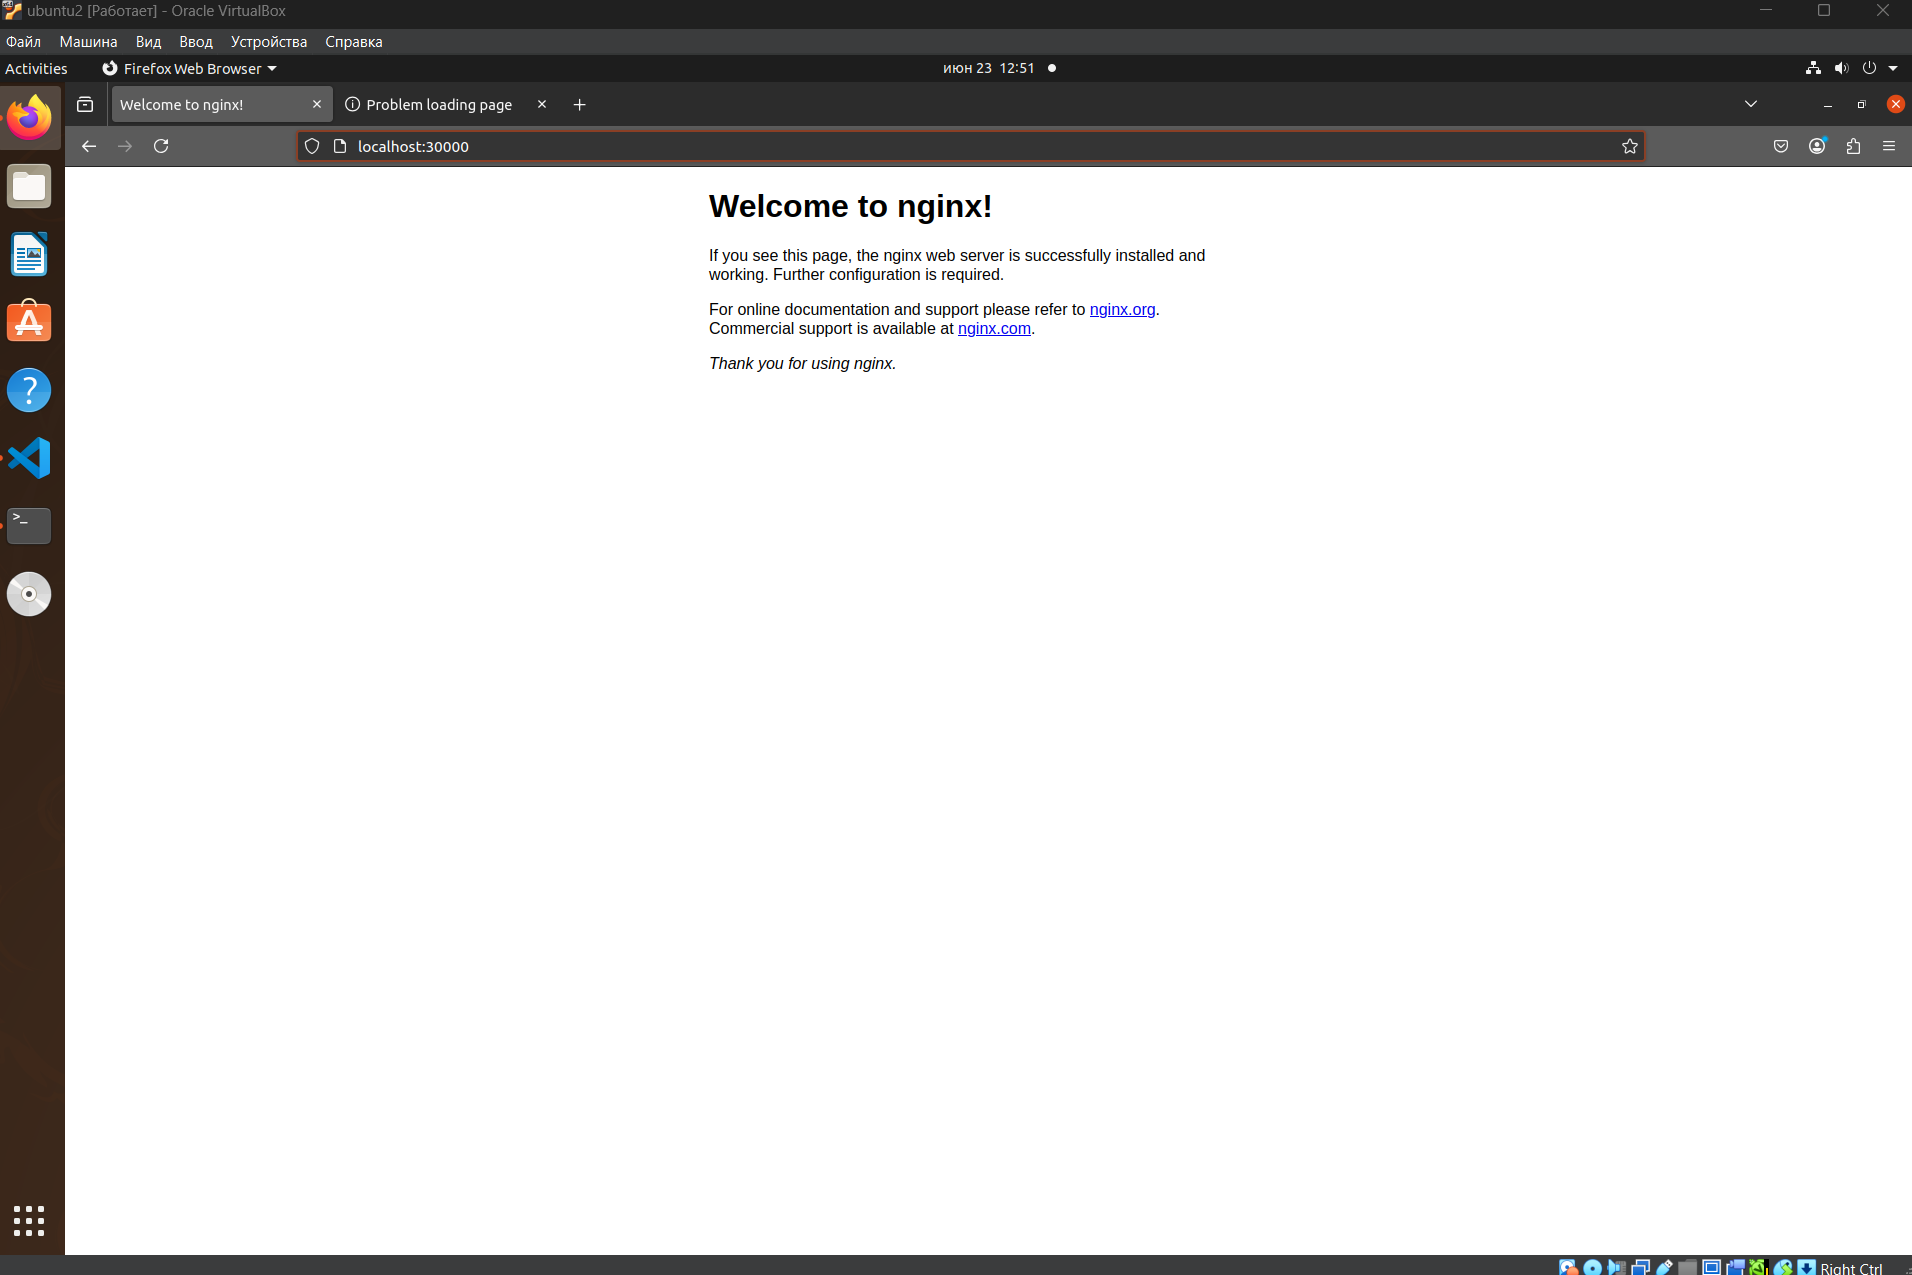 ubuntu2 [Работает] - Oracle VirtualBox
Файл Машина Вид Ввод Устройства Справка
Activities Firefox Web Browser июн 23 12:51
Welcome to nginx! Problem loading page
localhost:30000
Welcome to nginx!
If you see this page, the nginx web server is successfully installed and
working. Further configuration is required.
For online documentation and support please refer to nginx.org.
Commercial support is available at nginx.com.
Thank you for using nginx.
Right Ctrl